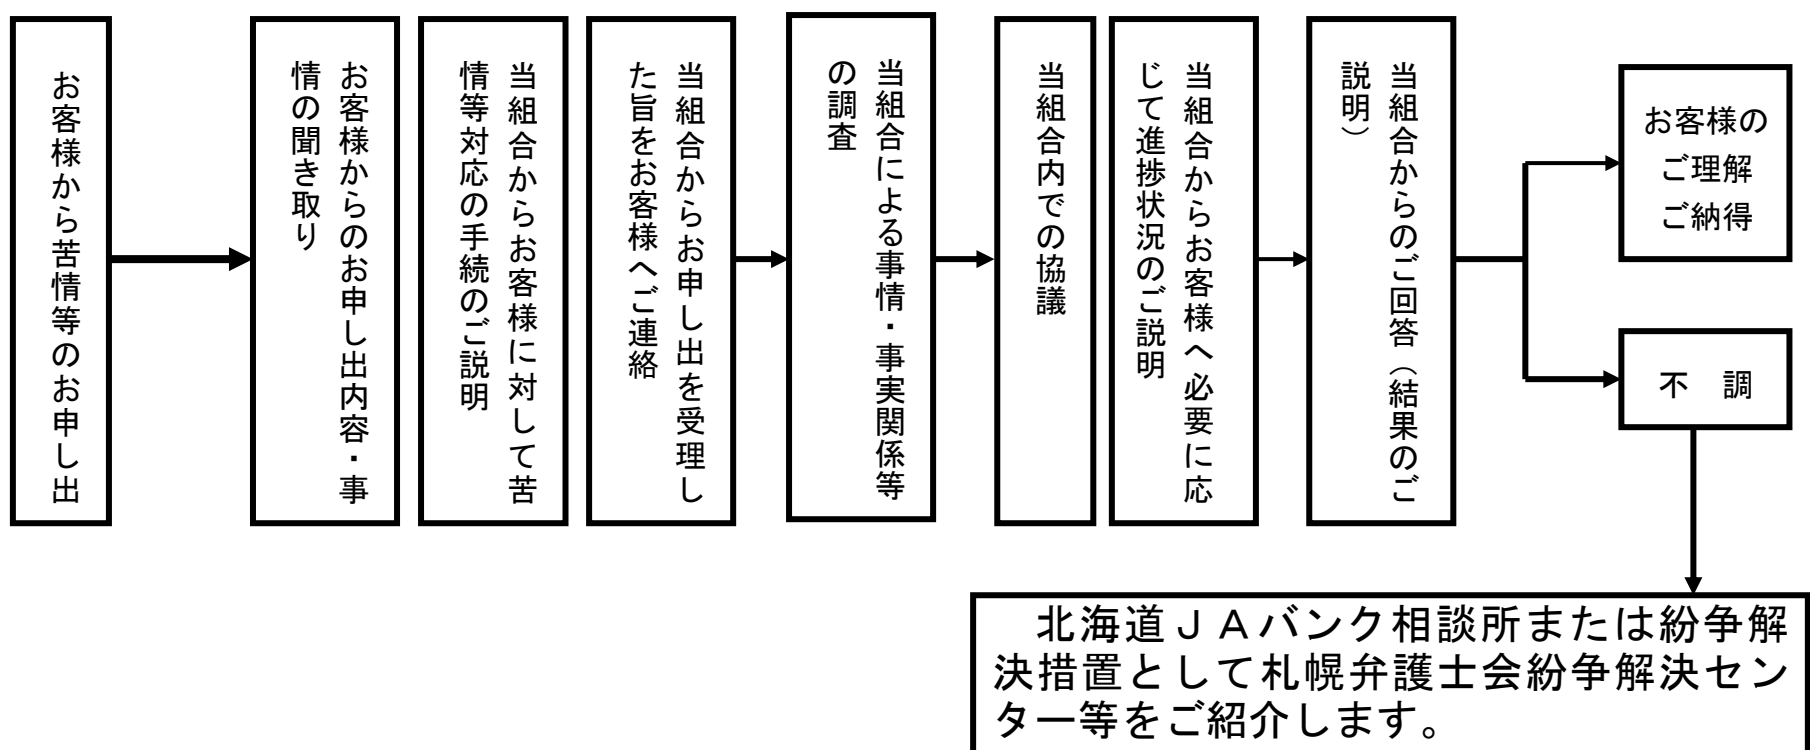 お客様から苦情等のお申し出
お客様からのお申し出内容・事
情の聞き取り
当組合からお客様に対して苦
情等対応の手続のご説明
当組合からお申し出を受理し
た旨をお客様へご連絡
当組合による事情・事実関係等
の調査
当組合内での協議
当組合からお客様へ必要に応
じて進捗状況のご説明
当組合からのご回答（結果のご
説明）
お客様の
ご理解
ご納得
不　調
　北海道ＪＡバンク相談所または紛争解
決措置として札幌弁護士会紛争解決セン
ター等をご紹介します。